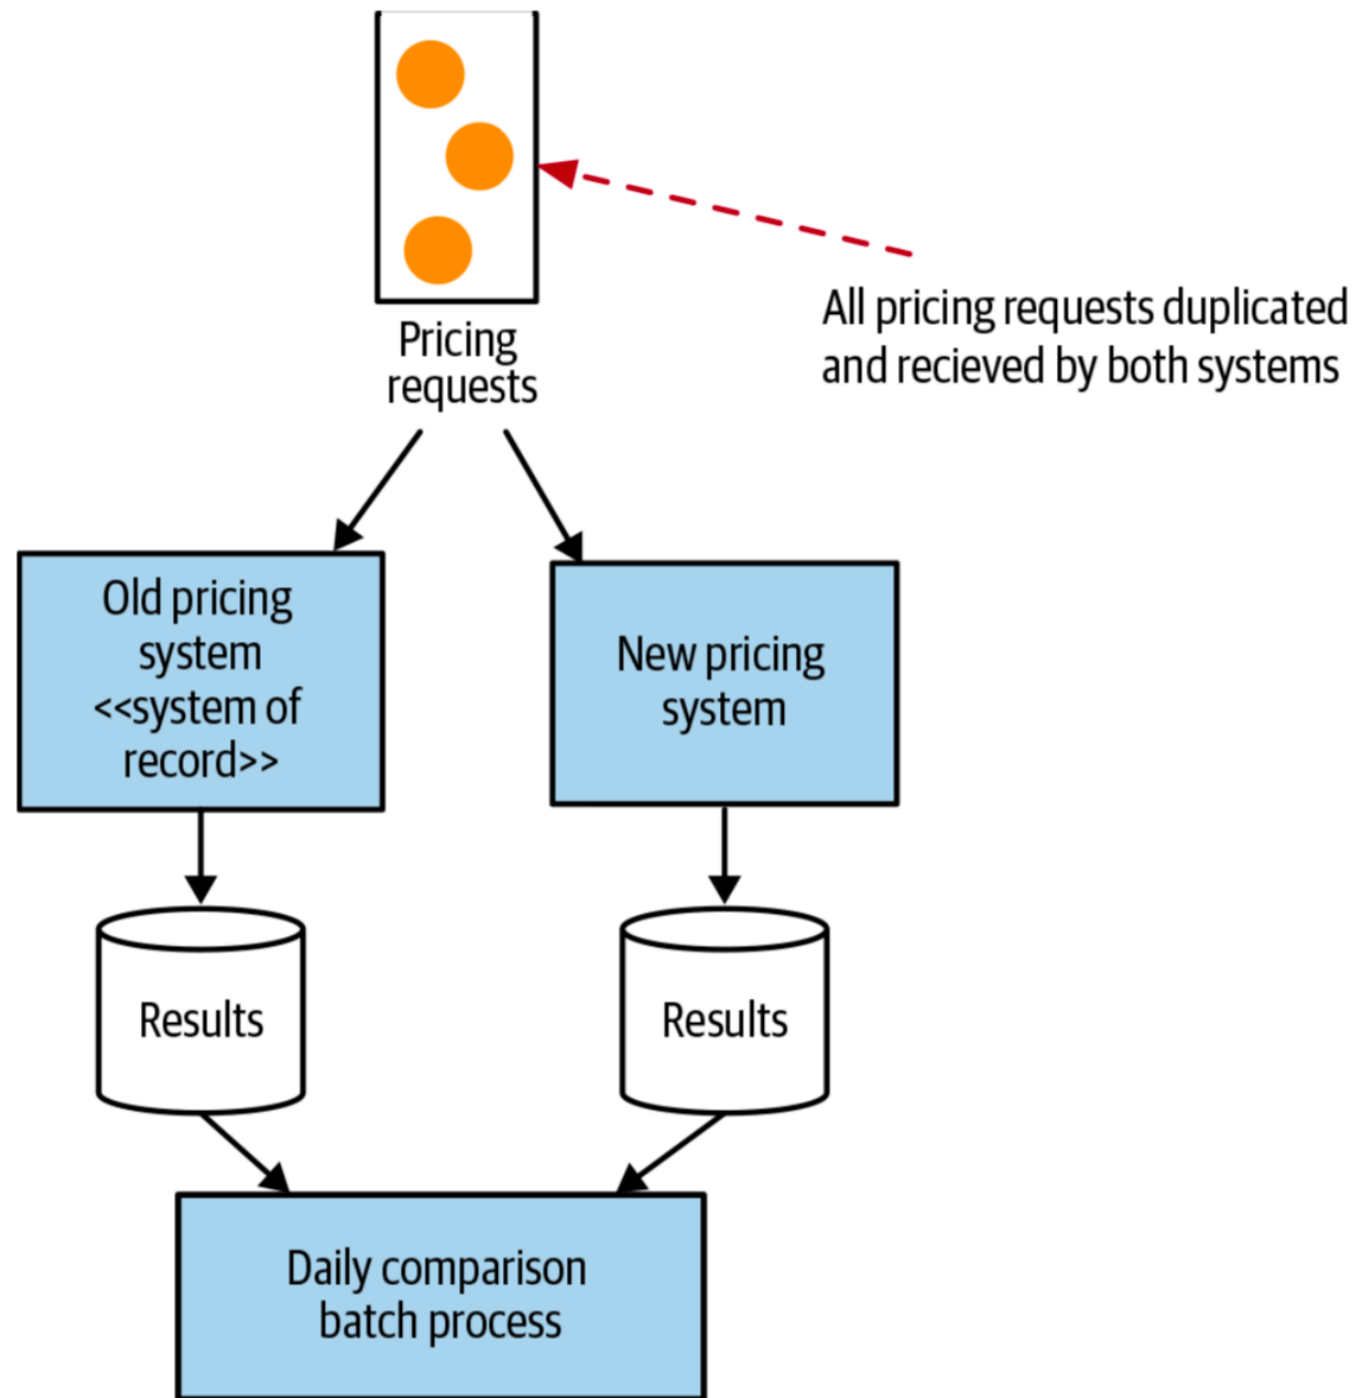 Pricing
requests
All pricing requests duplicated
and recieved by both systems
Old pricing
system
<<system of
record>>
New pricing
system
Results
Results
Daily comparison
batch process